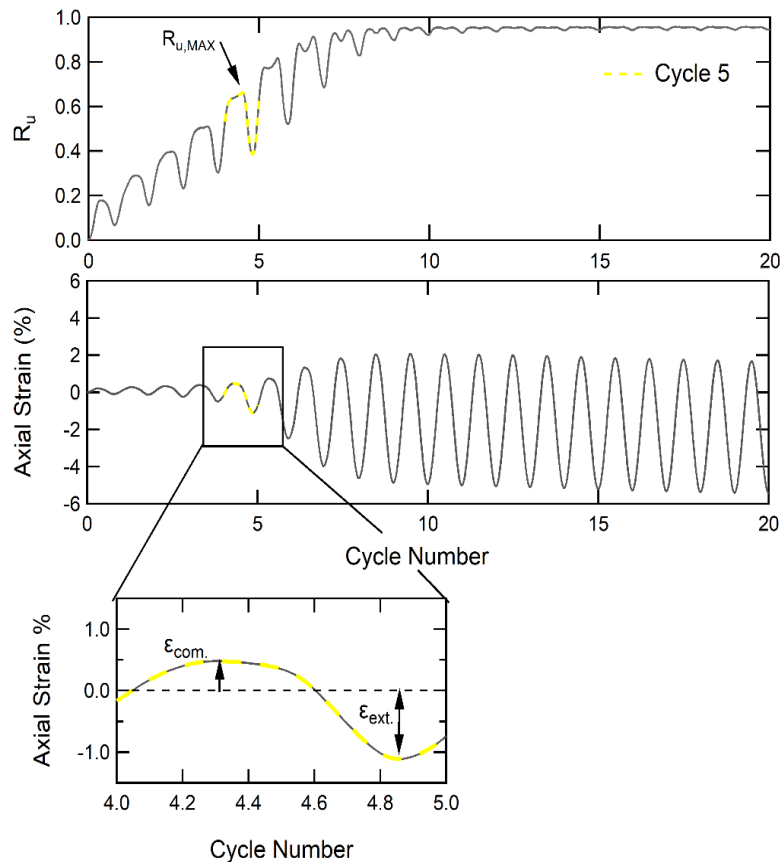 1.0
R_u,MAX
Cycle 5
0.8
0.6
R_u
0.4
0.2
0.0
0 5 10 15 20
6
4
2
Axial Strain (%)
0
-2
-4
-6
0 5 10 15 20
Cycle Number
1.0
ε_com.
Axial Strain %
0.0
ε_ext.
-1.0
4.0 4.2 4.4 4.6 4.8 5.0
Cycle Number